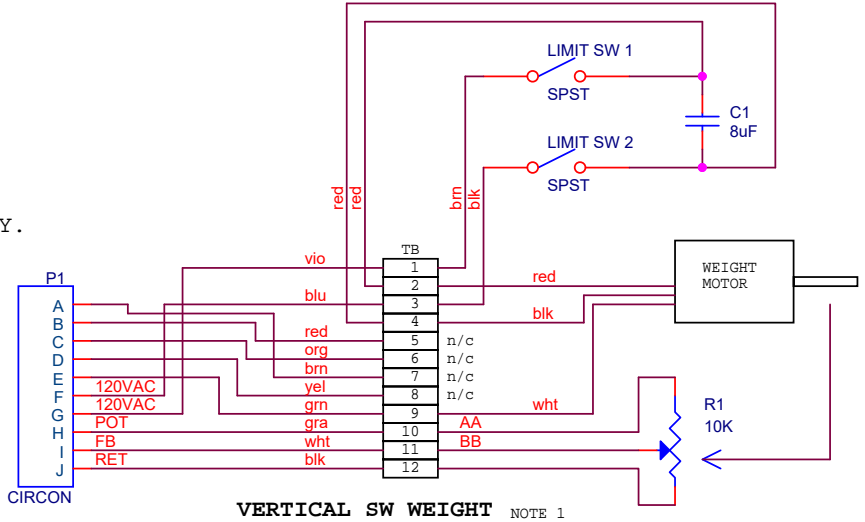 LIMIT SW 1
SPST
C1
8uF
LIMIT SW 2
SPST
red
red
brn
blk
Y.
TB
vio
1
WEIGHT
MOTOR
P1
2
red
A
blu
3
B
4
blk
C
red
5
n/c
D
org
6
n/c
E
brn
7
n/c
F
120VAC
yel
8
n/c
G
120VAC
grn
9
wht
R1
10K
H
POT
gra
10
AA
I
FB
wht
11
BB
J
RET
blk
12
CIRCON
VERTICAL SW WEIGHT NOTE 1